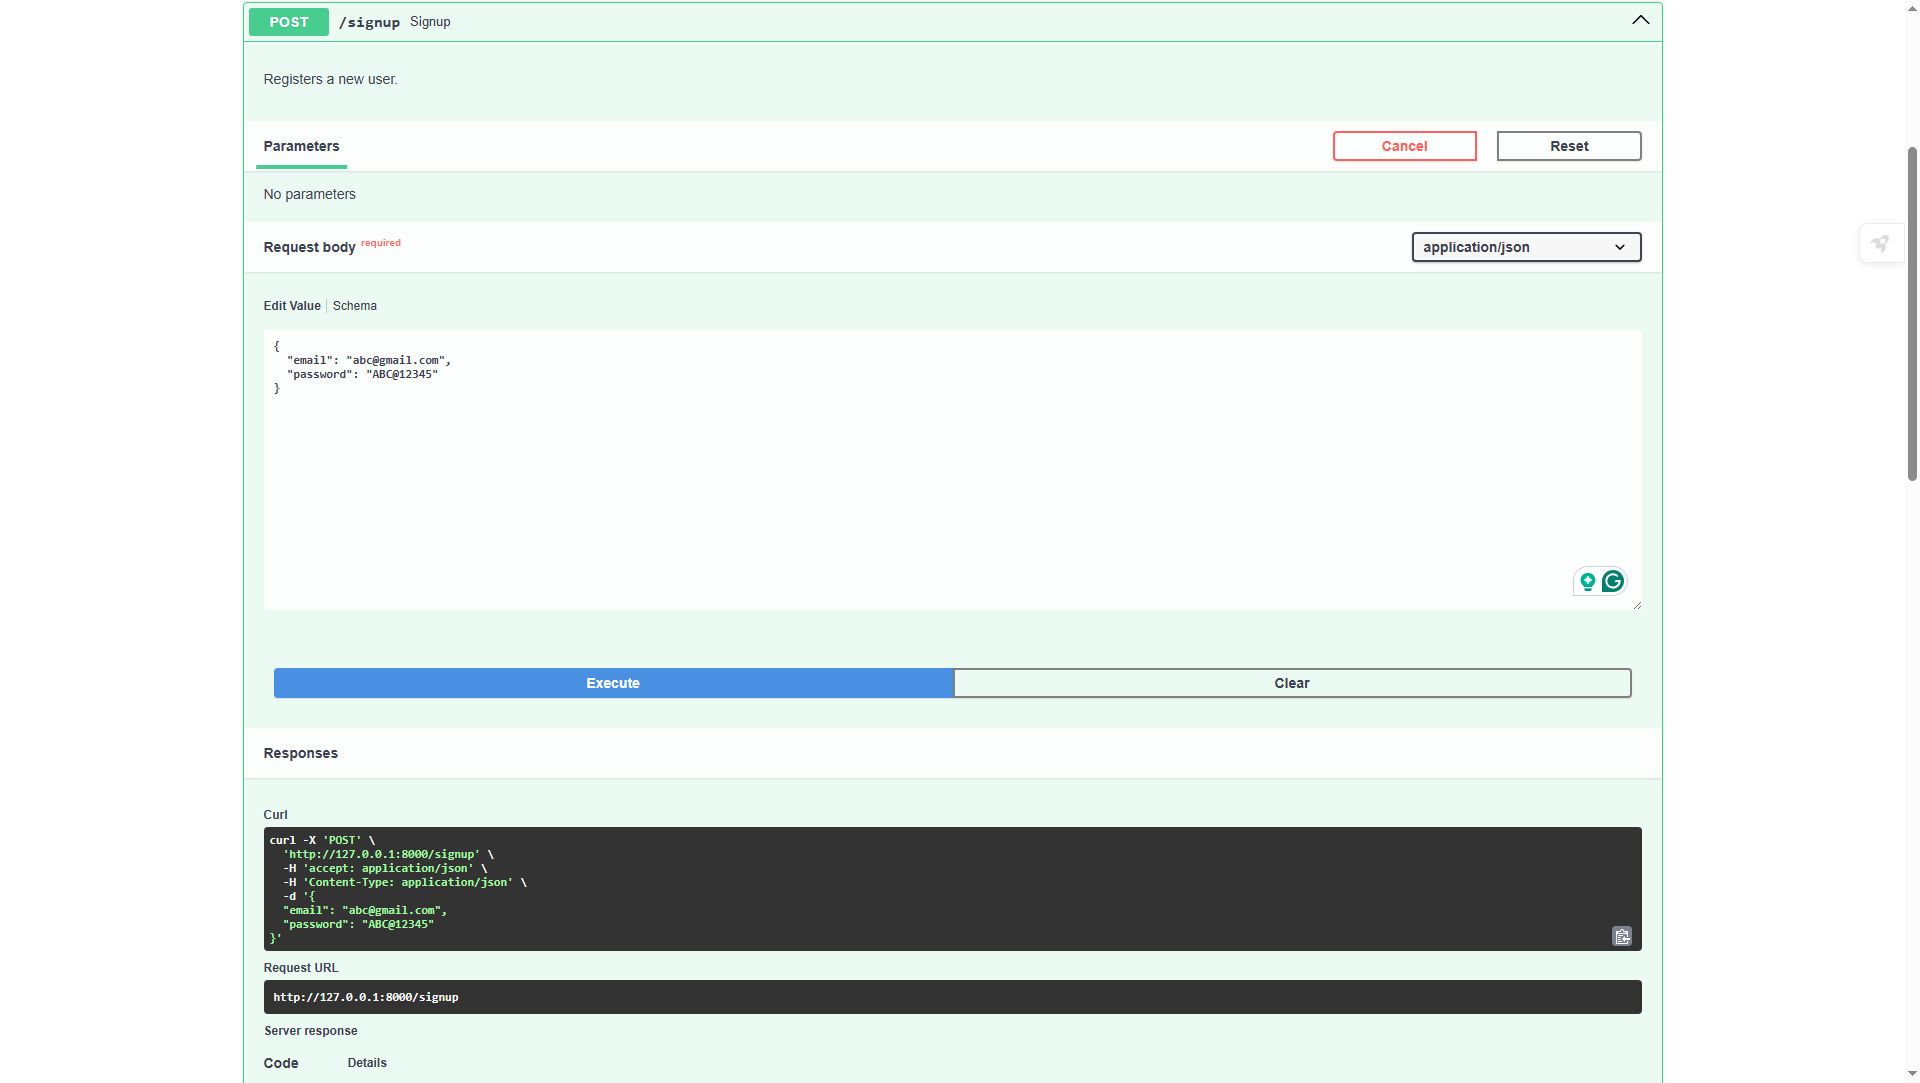 POST /signup Signup
Registers a new user.
Parameters Cancel Reset
No parameters
Request body required application/json
Edit Value Schema
{
  "email": "abc@gmail.com",
  "password": "ABC@12345"
}
Execute Clear
Responses
Curl
curl -X 'POST' \
  'http://127.0.0.1:8000/signup' \
  -H 'accept: application/json' \
  -H 'Content-Type: application/json' \
  -d '{
  "email": "abc@gmail.com",
  "password": "ABC@12345"
}'
Request URL
http://127.0.0.1:8000/signup
Server response
Code Details